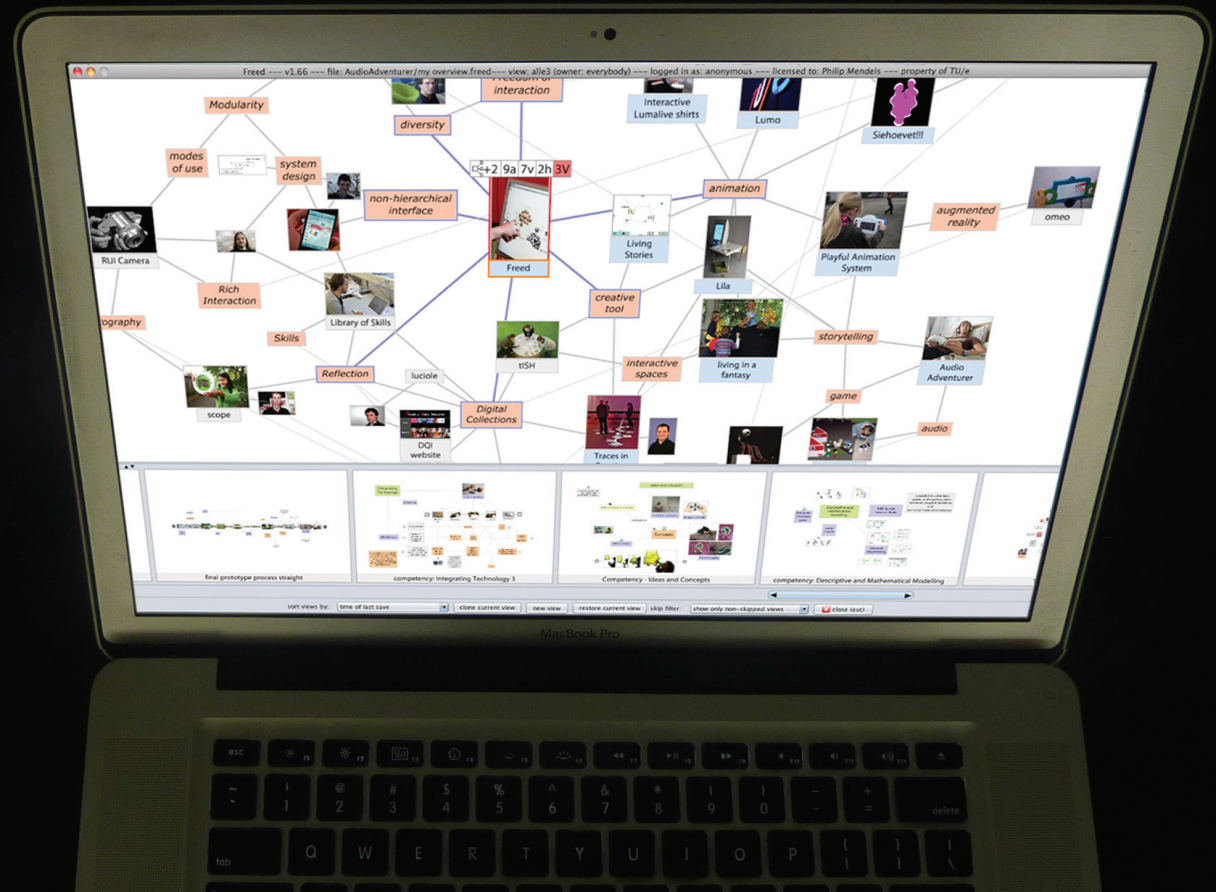 Freed --- v1.66 --- file: AudioAdventurer/my overview.freed--- view: alle3 (owner: everybody) --- logged in as: anonymous --- licensed to: Philip Mendels --- property of TU/e
Freedom of
interaction
Modularity
diversity
Interactive
Lumalive shirts
Lumo
Siehoevet!!!
modes
of use
system
design
+2 9a 7v 2h 3V
non-hierarchical
interface
animation
augmented
reality
omeo
RUi Camera
Living
Stories
Playful Animation
System
Freed
Lila
Rich
Interaction
creative
tool
ography
Library of Skills
Skills
storytelling
tISH
interactive
spaces
living in a
fantasy
Audio
Adventurer
Reflection
luciole
scope
Digital
Collections
game
audio
DQI
website
Traces in
final prototype process straight
competency: Integrating Technology 3
Concepts
Competency - Ideas and Concepts
competency: Descriptive and Mathematical Modelling
sort views by: time of last save clone current view new view restore current view skip filter: show only non-skipped views close (esc)
MacBook Pro
esc F1 F2 F3 F4 F5 F6 F7 F8 F9 F10 F11 F12
~ ! @ # $ % ^ & * ( ) – +
` 1 2 3 4 5 6 7 8 9 0 - = delete
tab Q W E R T Y U I O P { [ } ] | \